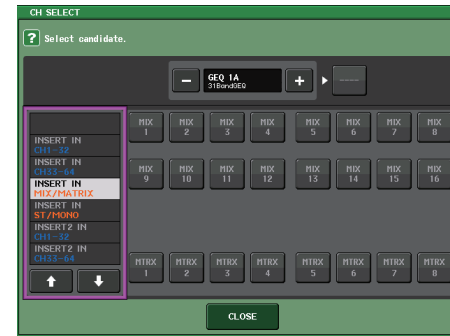 CH SELECT
? Select candidate.
− GEQ 1A + ----
31BandGEQ
INSERT IN
CH1-32
INSERT IN
CH33-64
INSERT IN
MIX/MATRIX
INSERT IN
ST/MONO
INSERT2 IN
CH1-32
INSERT2 IN
CH33-64
MIX 1 MIX 2 MIX 3 MIX 4 MIX 5 MIX 6 MIX 7 MIX 8
MIX 9 MIX 10 MIX 11 MIX 12 MIX 13 MIX 14 MIX 15 MIX 16
MTRX 1 MTRX 2 MTRX 3 MTRX 4 MTRX 5 MTRX 6 MTRX 7 MTRX 8
CLOSE